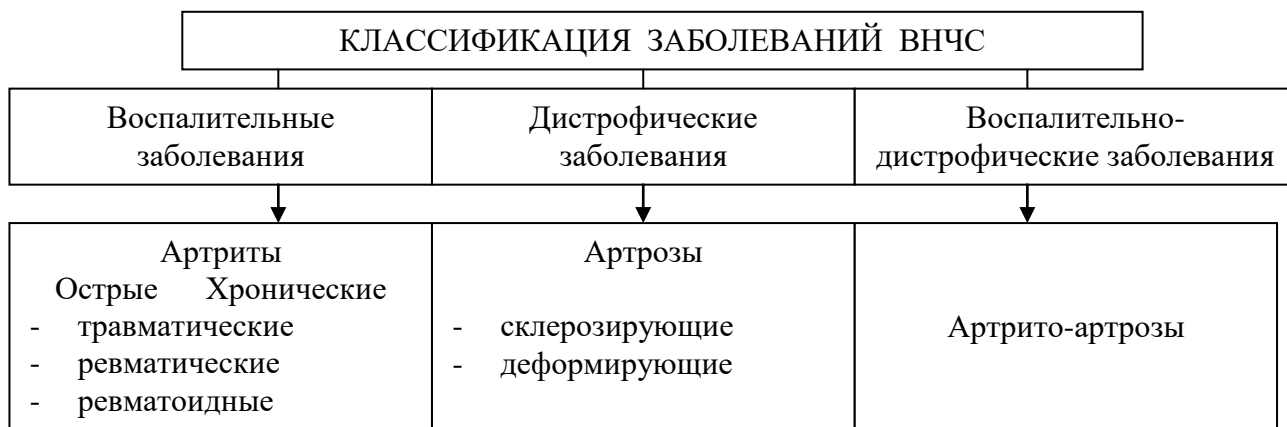 КЛАССИФИКАЦИЯ ЗАБОЛЕВАНИЙ ВНЧС
Воспалительные
заболевания
Дистрофические
заболевания
Воспалительно-
дистрофические заболевания
Артриты
Острые Хронические
- травматические
- ревматические
- ревматоидные
Артрозы
- склерозирующие
- деформирующие
Артрито-артрозы